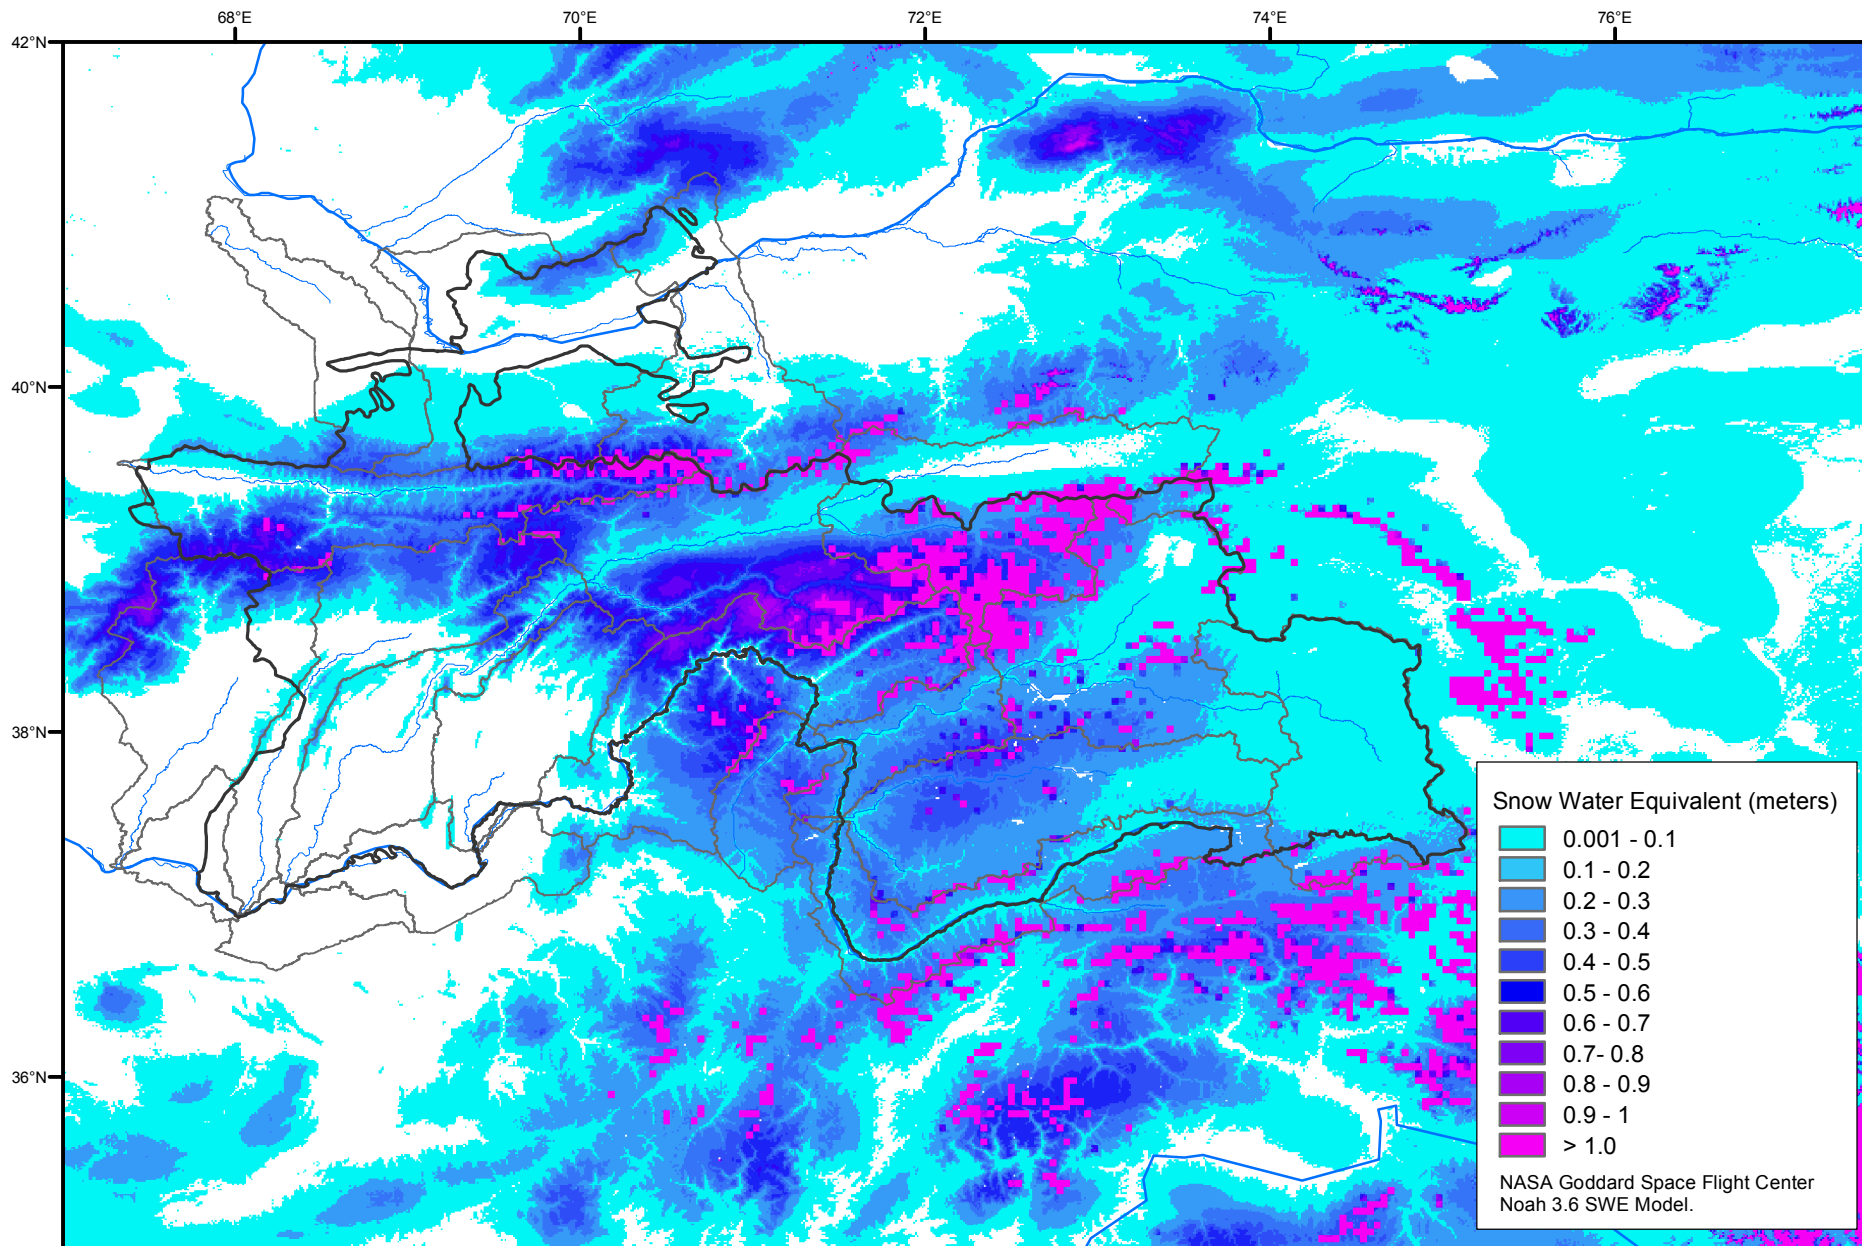 68°E 70°E 72°E 74°E 76°E
42°N
40°N
38°N
36°N
Snow Water Equivalent (meters)
0.001 - 0.1
0.1 - 0.2
0.2 - 0.3
0.3 - 0.4
0.4 - 0.5
0.5 - 0.6
0.6 - 0.7
0.7- 0.8
0.8 - 0.9
0.9 - 1
> 1.0
NASA Goddard Space Flight Center
Noah 3.6 SWE Model.